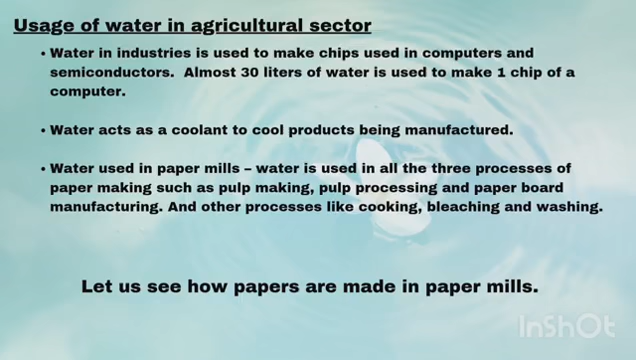 Usage of water in agricultural sector
• Water in industries is used to make chips used in computers and
semiconductors. Almost 30 liters of water is used to make 1 chip of a
computer.
• Water acts as a coolant to cool products being manufactured.
• Water used in paper mills – water is used in all the three processes of
paper making such as pulp making, pulp processing and paper board
manufacturing. And other processes like cooking, bleaching and washing.
Let us see how papers are made in paper mills.
InShOt